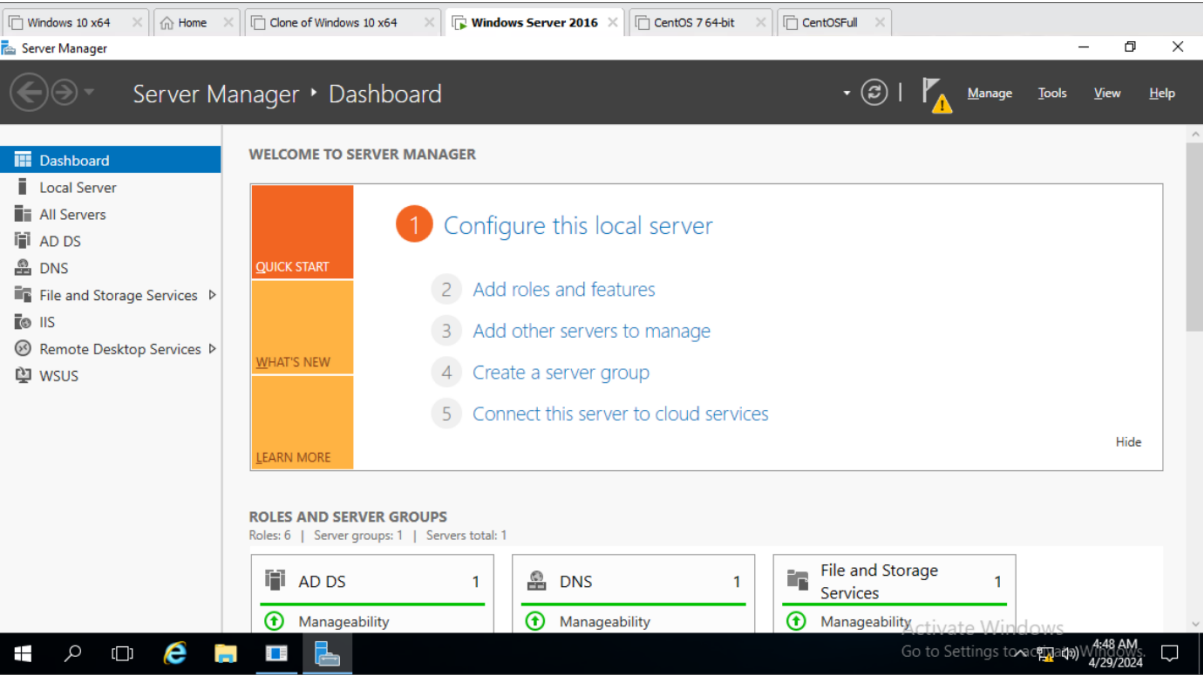 Windows 10 x64
Home
Clone of Windows 10 x64
Windows Server 2016
CentOS 7 64-bit
CentOSFull
Server Manager
Server Manager ‣ Dashboard
Manage
Tools
View
Help
Dashboard
Local Server
All Servers
AD DS
DNS
File and Storage Services
IIS
Remote Desktop Services
WSUS
WELCOME TO SERVER MANAGER
QUICK START
WHAT'S NEW
LEARN MORE
1 Configure this local server
2 Add roles and features
3 Add other servers to manage
4 Create a server group
5 Connect this server to cloud services
Hide
ROLES AND SERVER GROUPS
Roles: 6 | Server groups: 1 | Servers total: 1
AD DS 1
Manageability
DNS 1
Manageability
File and Storage
Services 1
Manageability
Activate Windows
Go to Settings to activate Windows.
4:48 AM
4/29/2024